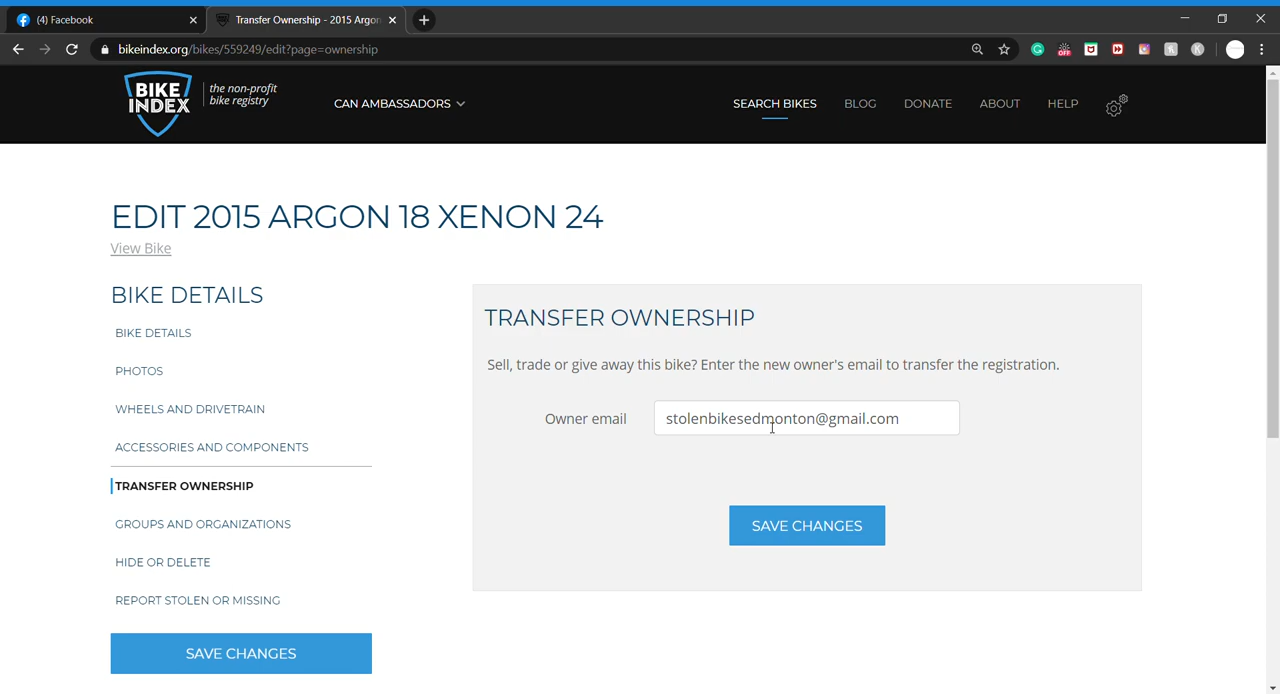 (4) Facebook
Transfer Ownership - 2015 Argon
bikeindex.org/bikes/559249/edit?page=ownership
OFF
BIKE INDEX
the non-profit
bike registry
CAN AMBASSADORS
SEARCH BIKES
BLOG
DONATE
ABOUT
HELP
EDIT 2015 ARGON 18 XENON 24
View Bike
BIKE DETAILS
BIKE DETAILS
PHOTOS
WHEELS AND DRIVETRAIN
ACCESSORIES AND COMPONENTS
TRANSFER OWNERSHIP
GROUPS AND ORGANIZATIONS
HIDE OR DELETE
REPORT STOLEN OR MISSING
SAVE CHANGES
TRANSFER OWNERSHIP
Sell, trade or give away this bike? Enter the new owner's email to transfer the registration.
Owner email
stolenbikesedmonton@gmail.com
SAVE CHANGES